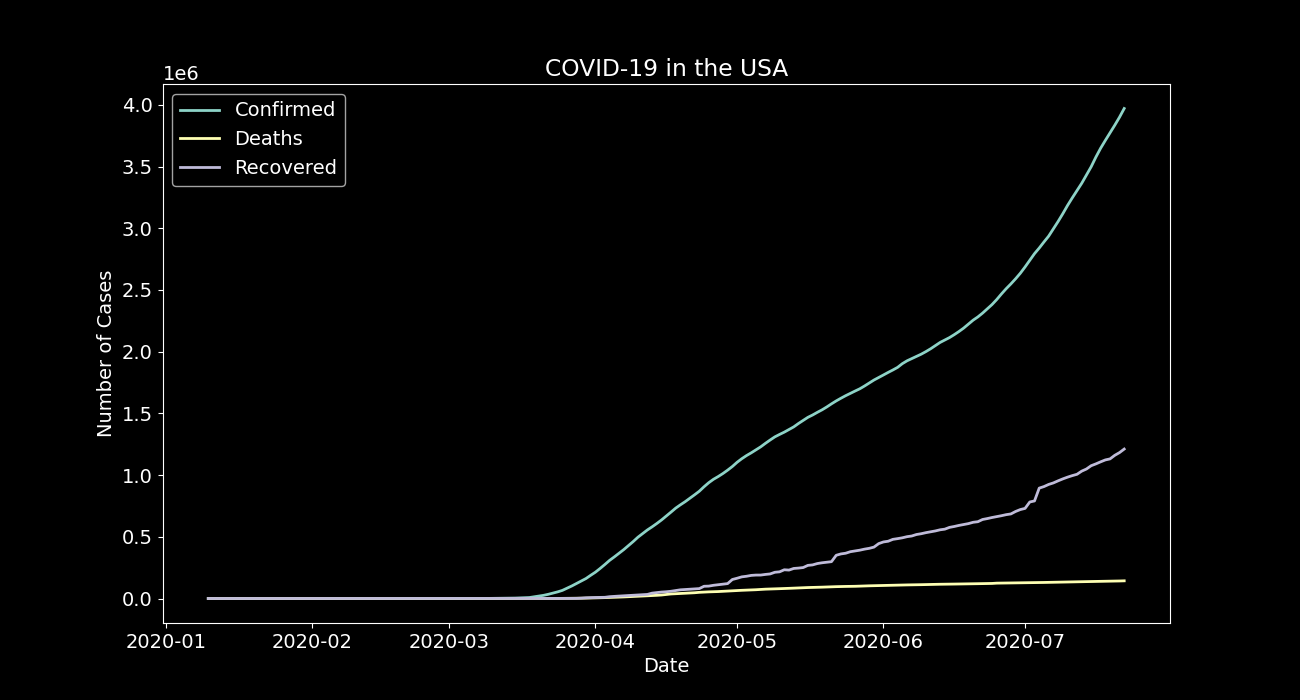 COVID-19 in the USA
1e6
Confirmed
Deaths
Recovered
4.0
3.5
3.0
2.5
2.0
1.5
1.0
0.5
0.0
Number of Cases
2020-01 2020-02 2020-03 2020-04 2020-05 2020-06 2020-07
Date